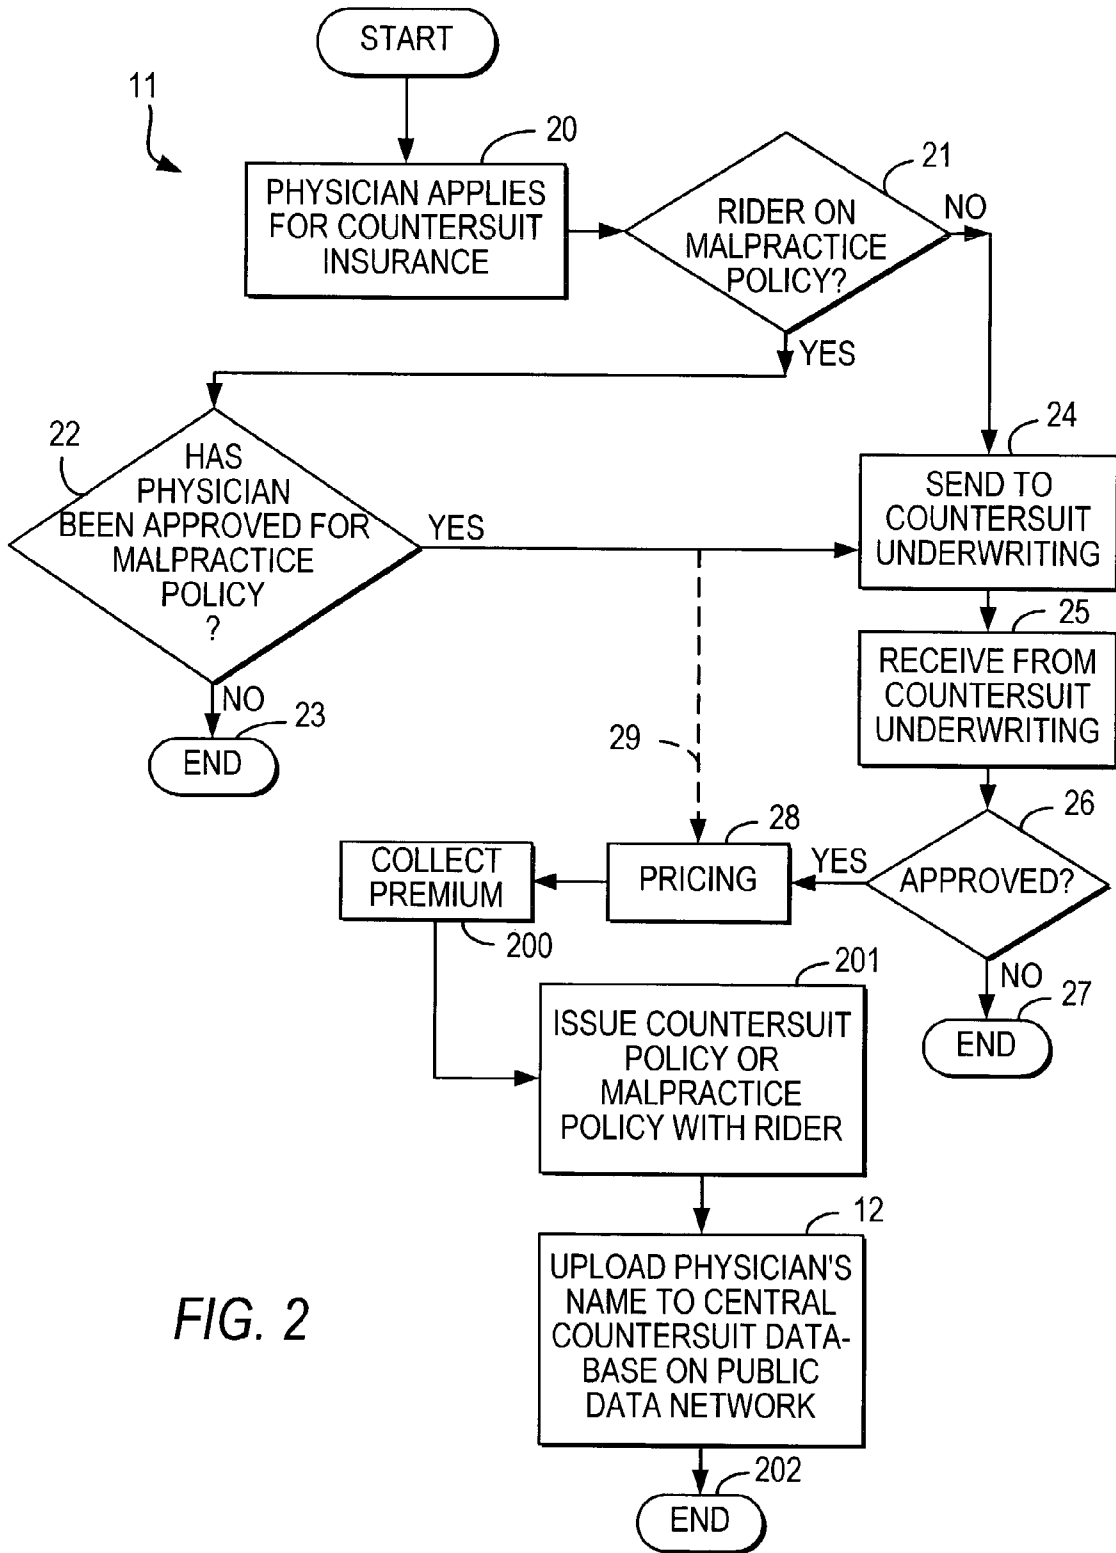 START
11
20
PHYSICIAN APPLIES
FOR COUNTERSUIT
INSURANCE
21
RIDER ON
MALPRACTICE
POLICY?
NO
YES
22
HAS
PHYSICIAN
BEEN APPROVED FOR
MALPRACTICE
POLICY
?
YES
NO
23
END
24
SEND TO
COUNTERSUIT
UNDERWRITING
25
RECEIVE FROM
COUNTERSUIT
UNDERWRITING
29
26
APPROVED?
YES
NO
27
END
28
PRICING
COLLECT
PREMIUM
200
201
ISSUE COUNTERSUIT
POLICY OR
MALPRACTICE
POLICY WITH RIDER
12
UPLOAD PHYSICIAN'S
NAME TO CENTRAL
COUNTERSUIT DATA-
BASE ON PUBLIC
DATA NETWORK
202
END
FIG. 2